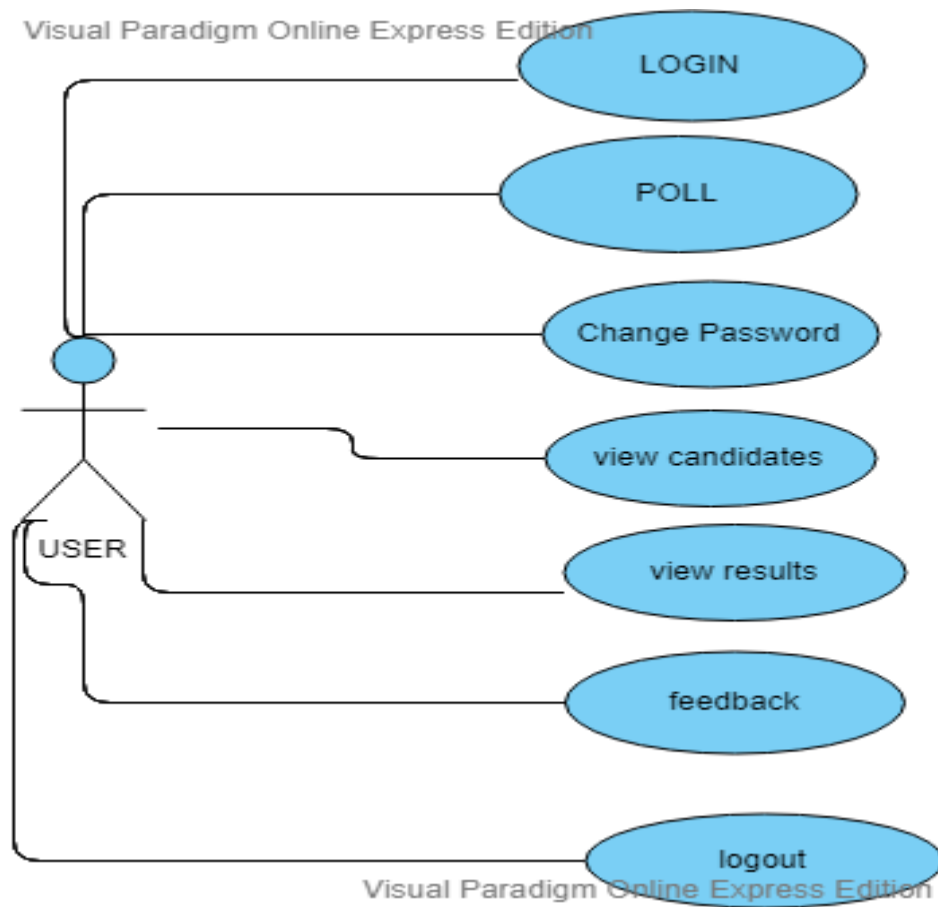 Visual Paradigm Online Express Edition
LOGIN
POLL
Change Password
view candidates
USER
view results
feedback
logout
Visual Paradigm Online Express Edition